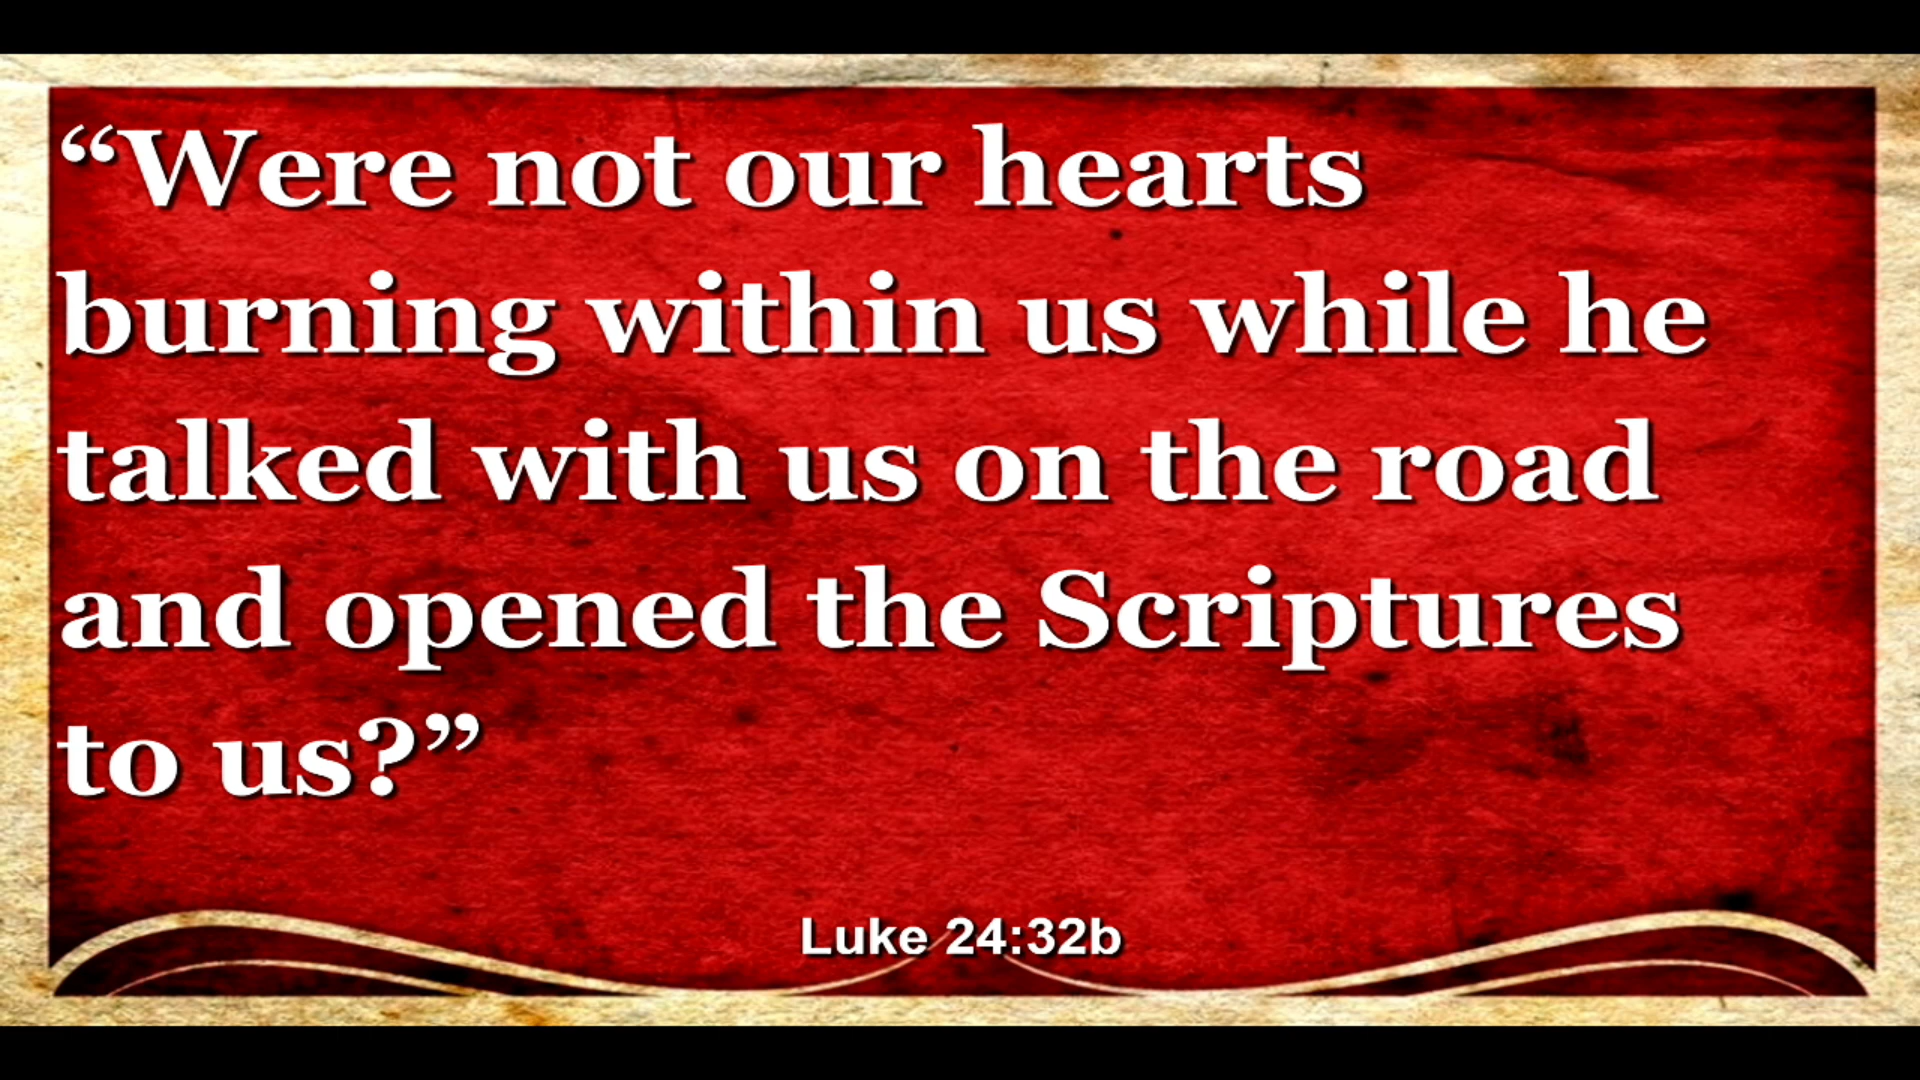 “Were not our hearts
burning within us while he
talked with us on the road
and opened the Scriptures
to us?”
Luke 24:32b